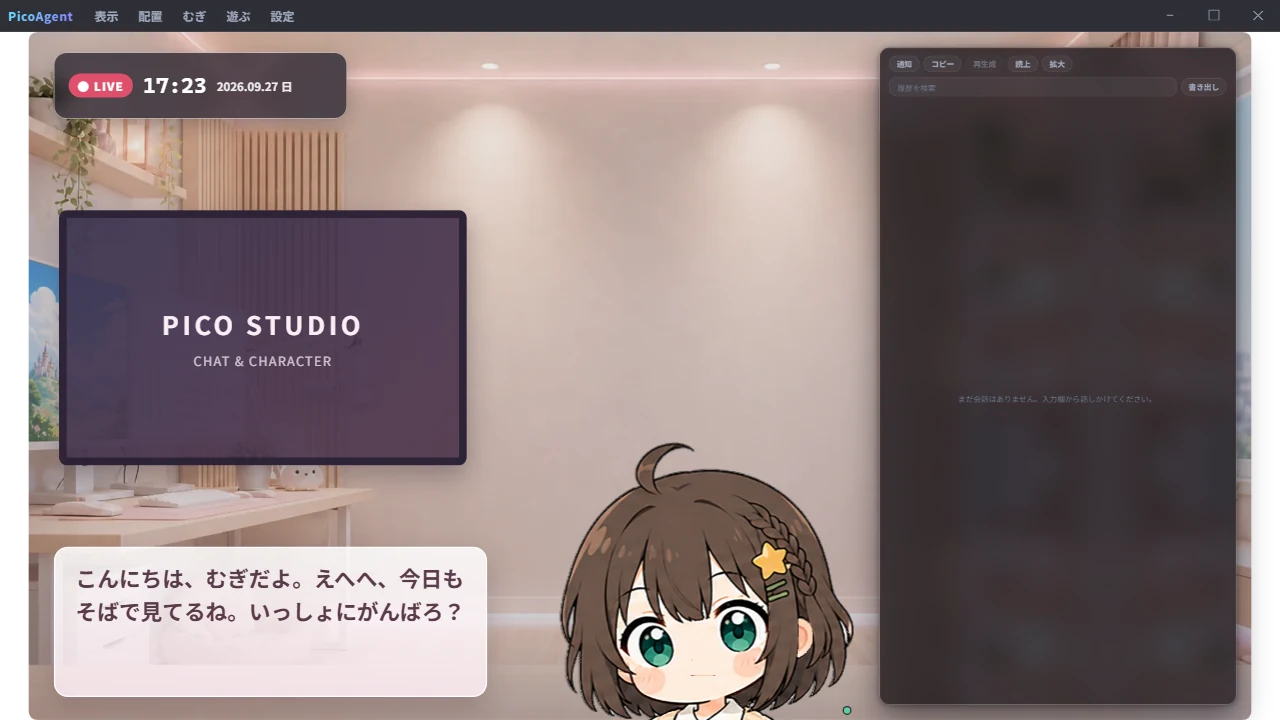 PicoAgent 表示 配置 むぎ 遊ぶ 設定
LIVE 17:23 2026.09.27 日
通知 コピー 再生成 読上 拡大
履歴を検索 書き出し
PICO STUDIO
CHAT & CHARACTER
まだ会話はありません。入力欄から話しかけてください。
こんにちは、むぎだよ。えへへ、今日も
そばで見てるね。いっしょにがんばろ？